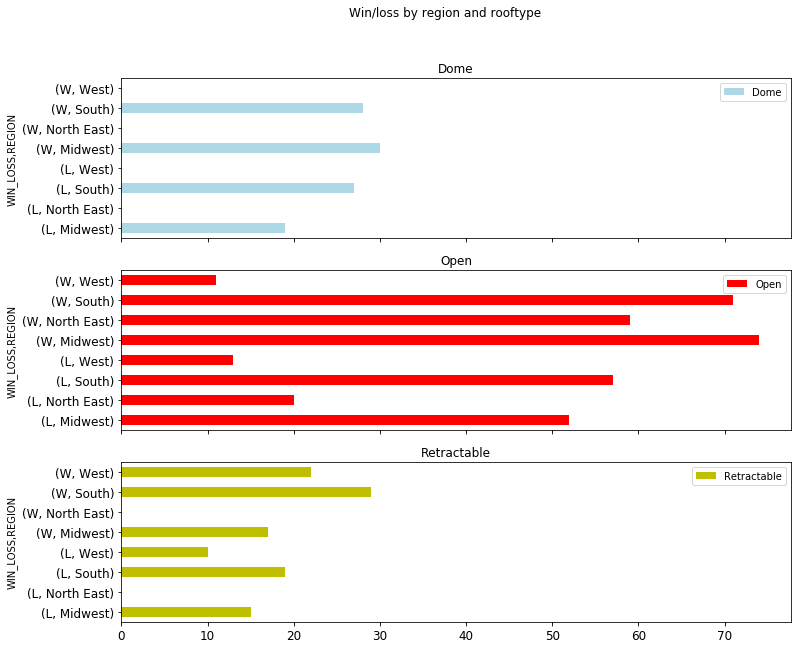 Win/loss by region and rooftype
Dome
(W, West)
(W, South)
(W, North East)
(W, Midwest)
(L, West)
(L, South)
(L, North East)
(L, Midwest)
WIN_LOSS,REGION
Dome
Open
(W, West)
(W, South)
(W, North East)
(W, Midwest)
(L, West)
(L, South)
(L, North East)
(L, Midwest)
WIN_LOSS,REGION
Open
Retractable
(W, West)
(W, South)
(W, North East)
(W, Midwest)
(L, West)
(L, South)
(L, North East)
(L, Midwest)
WIN_LOSS,REGION
Retractable
0 10 20 30 40 50 60 70